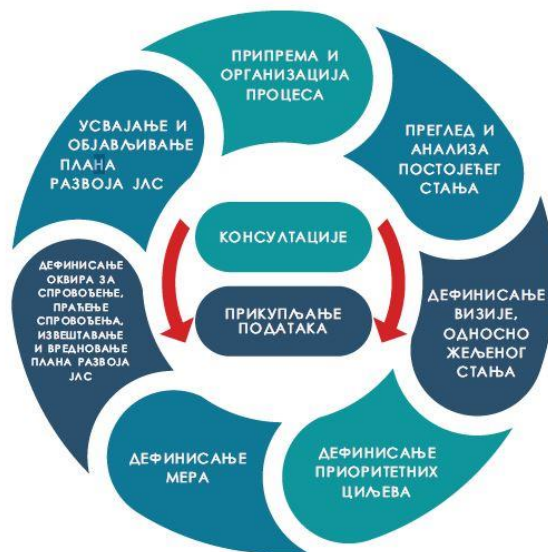 ПРИПРЕМА И
ОРГАНИЗАЦИЈА
ПРОЦЕСА
ПРЕГЛЕД И
АНАЛИЗА
ПОСТОЈЕЋЕГ
СТАЊА
ДЕФИНИСАЊЕ
ВИЗИЈЕ,
ОДНОСНО
ЖЕЉЕНОГ
СТАЊА
ДЕФИНИСАЊЕ
ПРИОРИТЕТНИХ
ЦИЉЕВА
ДЕФИНИСАЊЕ
МЕРА
ДЕФИНИСАЊЕ
ОКВИРА ЗА
СПРОВОЂЕЊЕ,
ПРАЋЕЊЕ
СПРОВОЂЕЊА,
ИЗВЕШТАВАЊЕ
И ВРЕДНОВАЊЕ
ПЛАНА РАЗВОЈА
ЈЛС
УСВАЈАЊЕ И
ОБЈАВЉИВАЊЕ
ПЛАНА
РАЗВОЈА ЈЛС
КОНСУЛТАЦИЈЕ
ПРИКУПЉАЊЕ
ПОДАТАКА